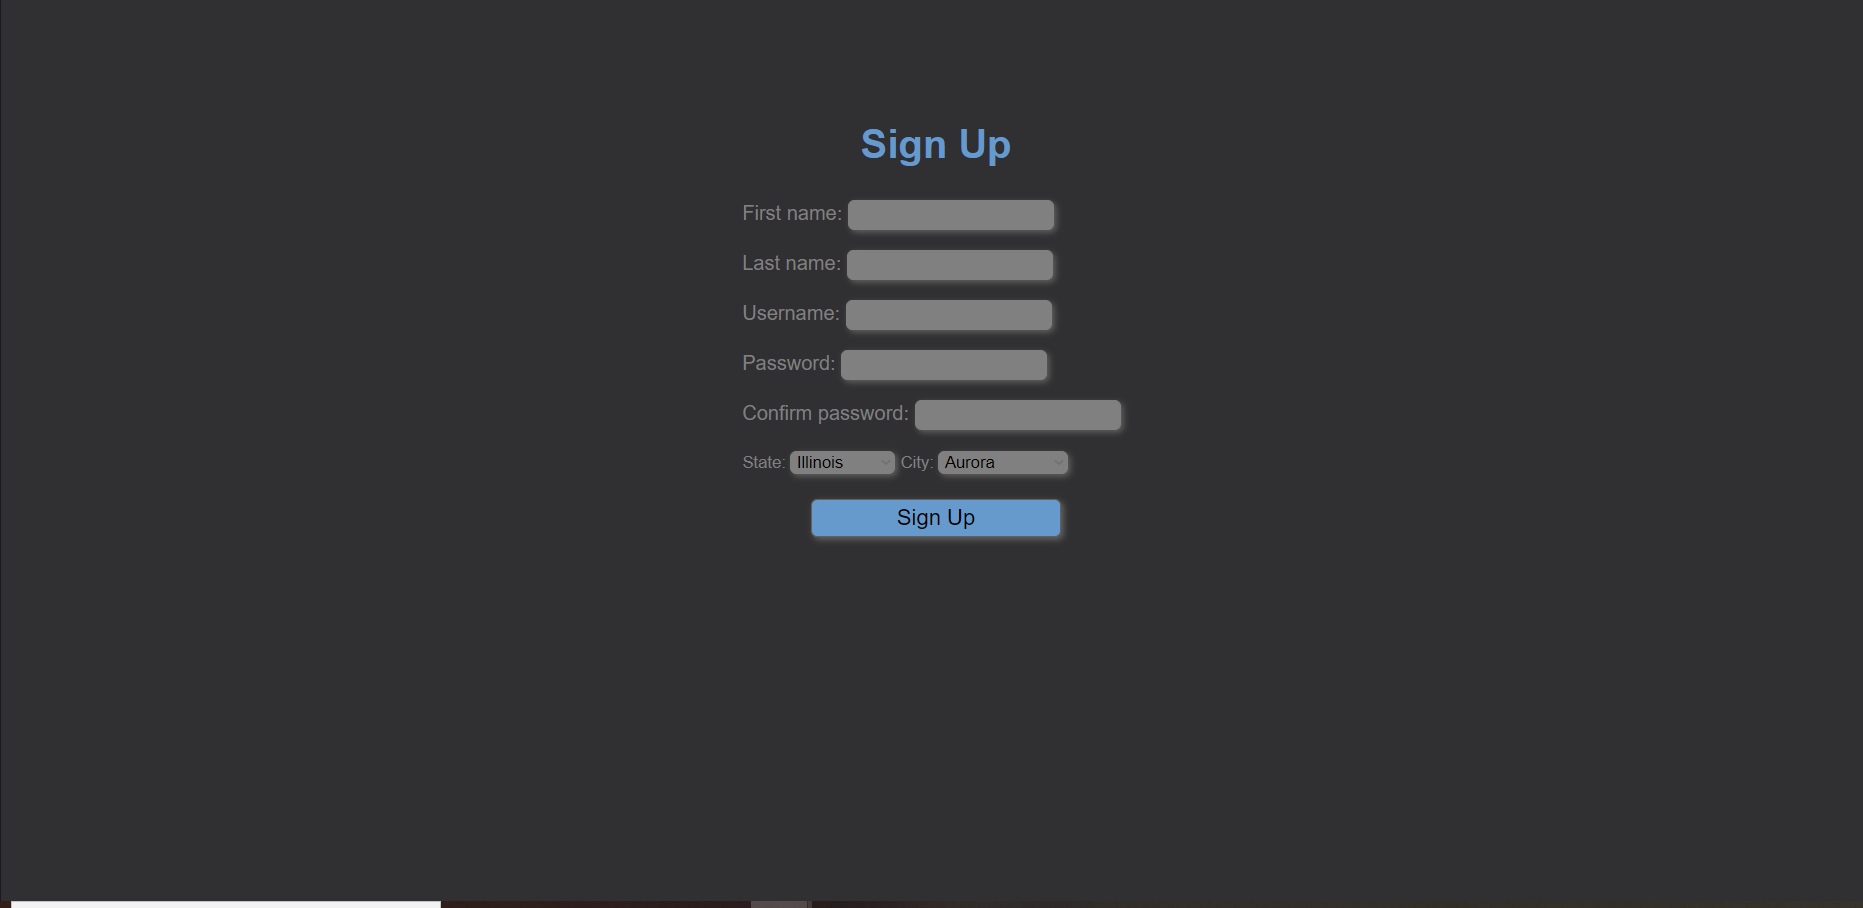 Sign Up
First name:
Last name:
Username:
Password:
Confirm password:
State: Illinois City: Aurora
Sign Up